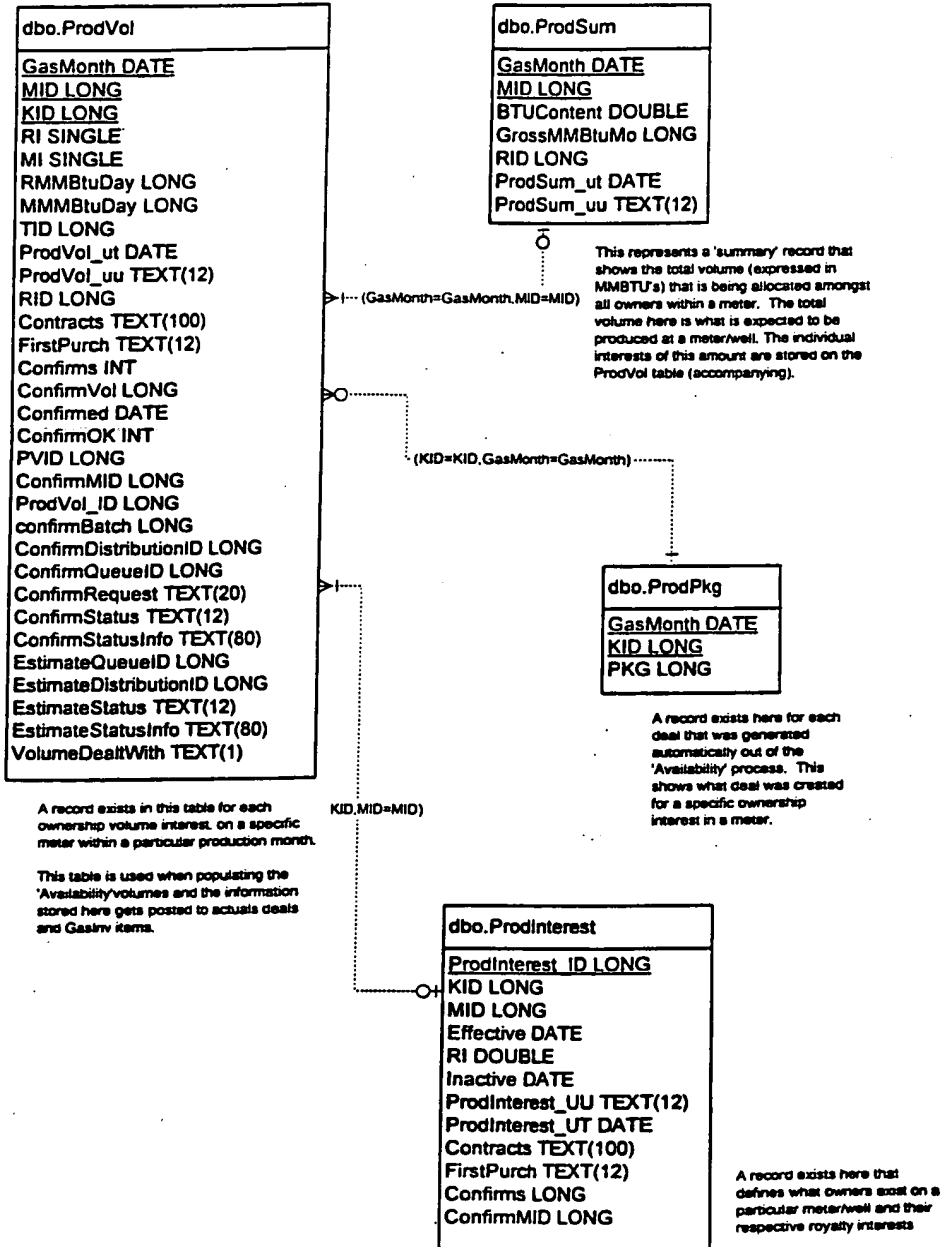 dbo.ProdVol
GasMonth DATE
MID LONG
KID LONG
RI SINGLE
MI SINGLE
RMMBtuDay LONG
MMMBtuDay LONG
TID LONG
ProdVol_ut DATE
ProdVol_uu TEXT(12)
RID LONG
Contracts TEXT(100)
FirstPurch TEXT(12)
Confirms INT
ConfirmVol LONG
Confirmed DATE
ConfirmOK INT
PVID LONG
ConfirmMID LONG
ProdVol_ID LONG
confirmBatch LONG
ConfirmDistributionID LONG
ConfirmQueueID LONG
ConfirmRequest TEXT(20)
ConfirmStatus TEXT(12)
ConfirmStatusInfo TEXT(80)
EstimateQueueID LONG
EstimateDistributionID LONG
EstimateStatus TEXT(12)
EstimateStatusInfo TEXT(80)
VolumeDealtWith TEXT(1)
A record exists in this table for each
ownership volume interest. on a specific
meter within a particular production month.
This table is used when populating the
'Availability'volumes and the information
stored here gets posted to actuals deals
and GasInv items.
dbo.ProdSum
GasMonth DATE
MID LONG
BTUContent DOUBLE
GrossMMBtuMo LONG
RID LONG
ProdSum_ut DATE
ProdSum_uu TEXT(12)
(GasMonth=GasMonth,MID=MID)
This represents a 'summary' record that
shows the total volume (expressed in
MMBTU's) that is being allocated amongst
all owners within a meter. The total
volume here is what is expected to be
produced at a meter/well. The individual
interests of this amount are stored on the
ProdVol table (accompanying).
(KID=KID,GasMonth=GasMonth)
dbo.ProdPkg
GasMonth DATE
KID LONG
PKG LONG
A record exists here for each
deal that was generated
automatically out of the
'Availability' process. This
shows what deal was created
for a specific ownership
interest in a meter.
KID,MID=MID)
dbo.ProdInterest
ProdInterest_ID LONG
KID LONG
MID LONG
Effective DATE
RI DOUBLE
Inactive DATE
ProdInterest_UU TEXT(12)
ProdInterest_UT DATE
Contracts TEXT(100)
FirstPurch TEXT(12)
Confirms LONG
ConfirmMID LONG
A record exists here that
defines what owners exist on a
particular meter/well and their
respective royalty interests